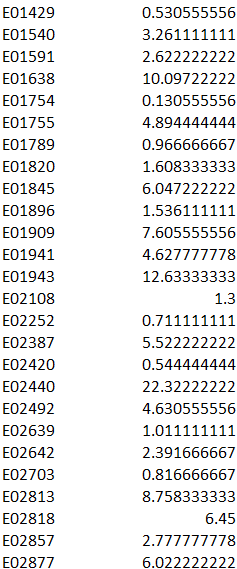 E01429 0.530555556
E01540 3.261111111
E01591 2.622222222
E01638 10.09722222
E01754 0.130555556
E01755 4.894444444
E01789 0.966666667
E01820 1.608333333
E01845 6.047222222
E01896 1.536111111
E01909 7.605555556
E01941 4.627777778
E01943 12.63333333
E02108 1.3
E02252 0.711111111
E02387 5.522222222
E02420 0.544444444
E02440 22.32222222
E02492 4.630555556
E02639 1.011111111
E02642 2.391666667
E02703 0.816666667
E02813 8.758333333
E02818 6.45
E02857 2.777777778
E02877 6.022222222